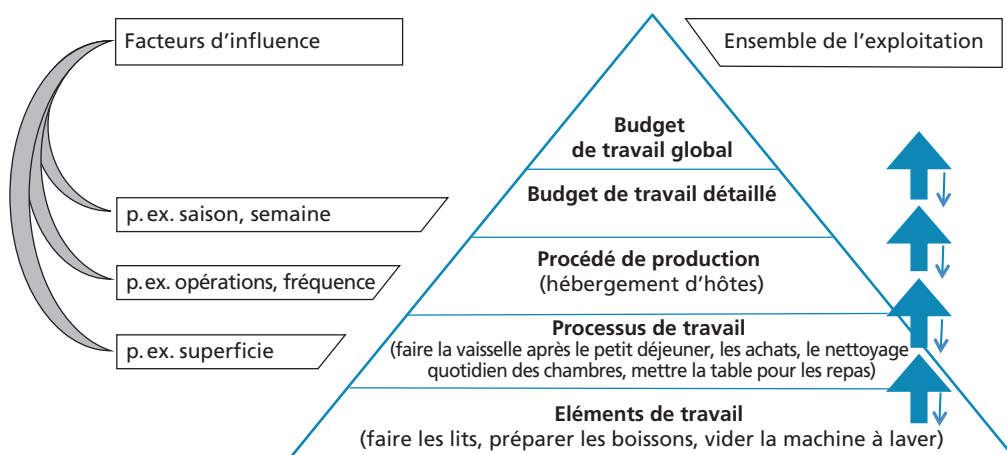 Facteurs d’influence
Ensemble de l’exploitation
Budget
de travail global
Budget de travail détaillé
p. ex. saison, semaine
Procédé de production
(hébergement d’hôtes)
p. ex. opérations, fréquence
Processus de travail
(faire la vaisselle après le petit déjeuner, les achats, le nettoyage
quotidien des chambres, mettre la table pour les repas)
p. ex. superficie
Eléments de travail
(faire les lits, préparer les boissons, vider la machine à laver)